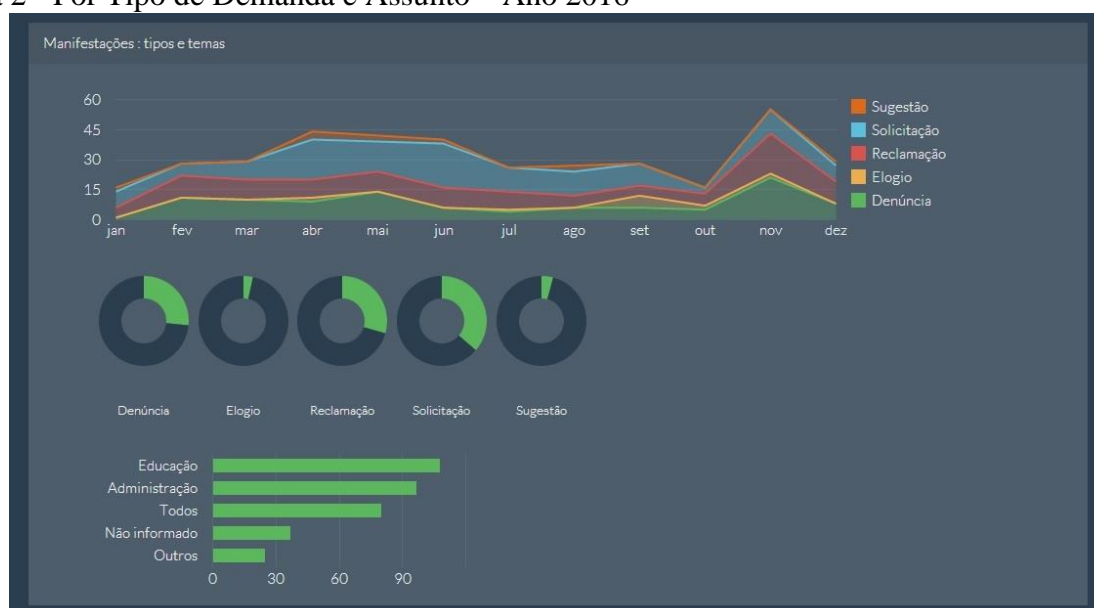 2 - Por Tipo de Demanda e Assunto – Ano 2016
Manifestações : tipos e temas
60
45
30
15
0
jan fev mar abr mai jun jul ago set out nov dez
Sugestão
Solicitação
Reclamação
Elogio
Denúncia
Denúncia Elogio Reclamação Solicitação Sugestão
Educação
Administração
Todos
Não informado
Outros
0 30 60 90